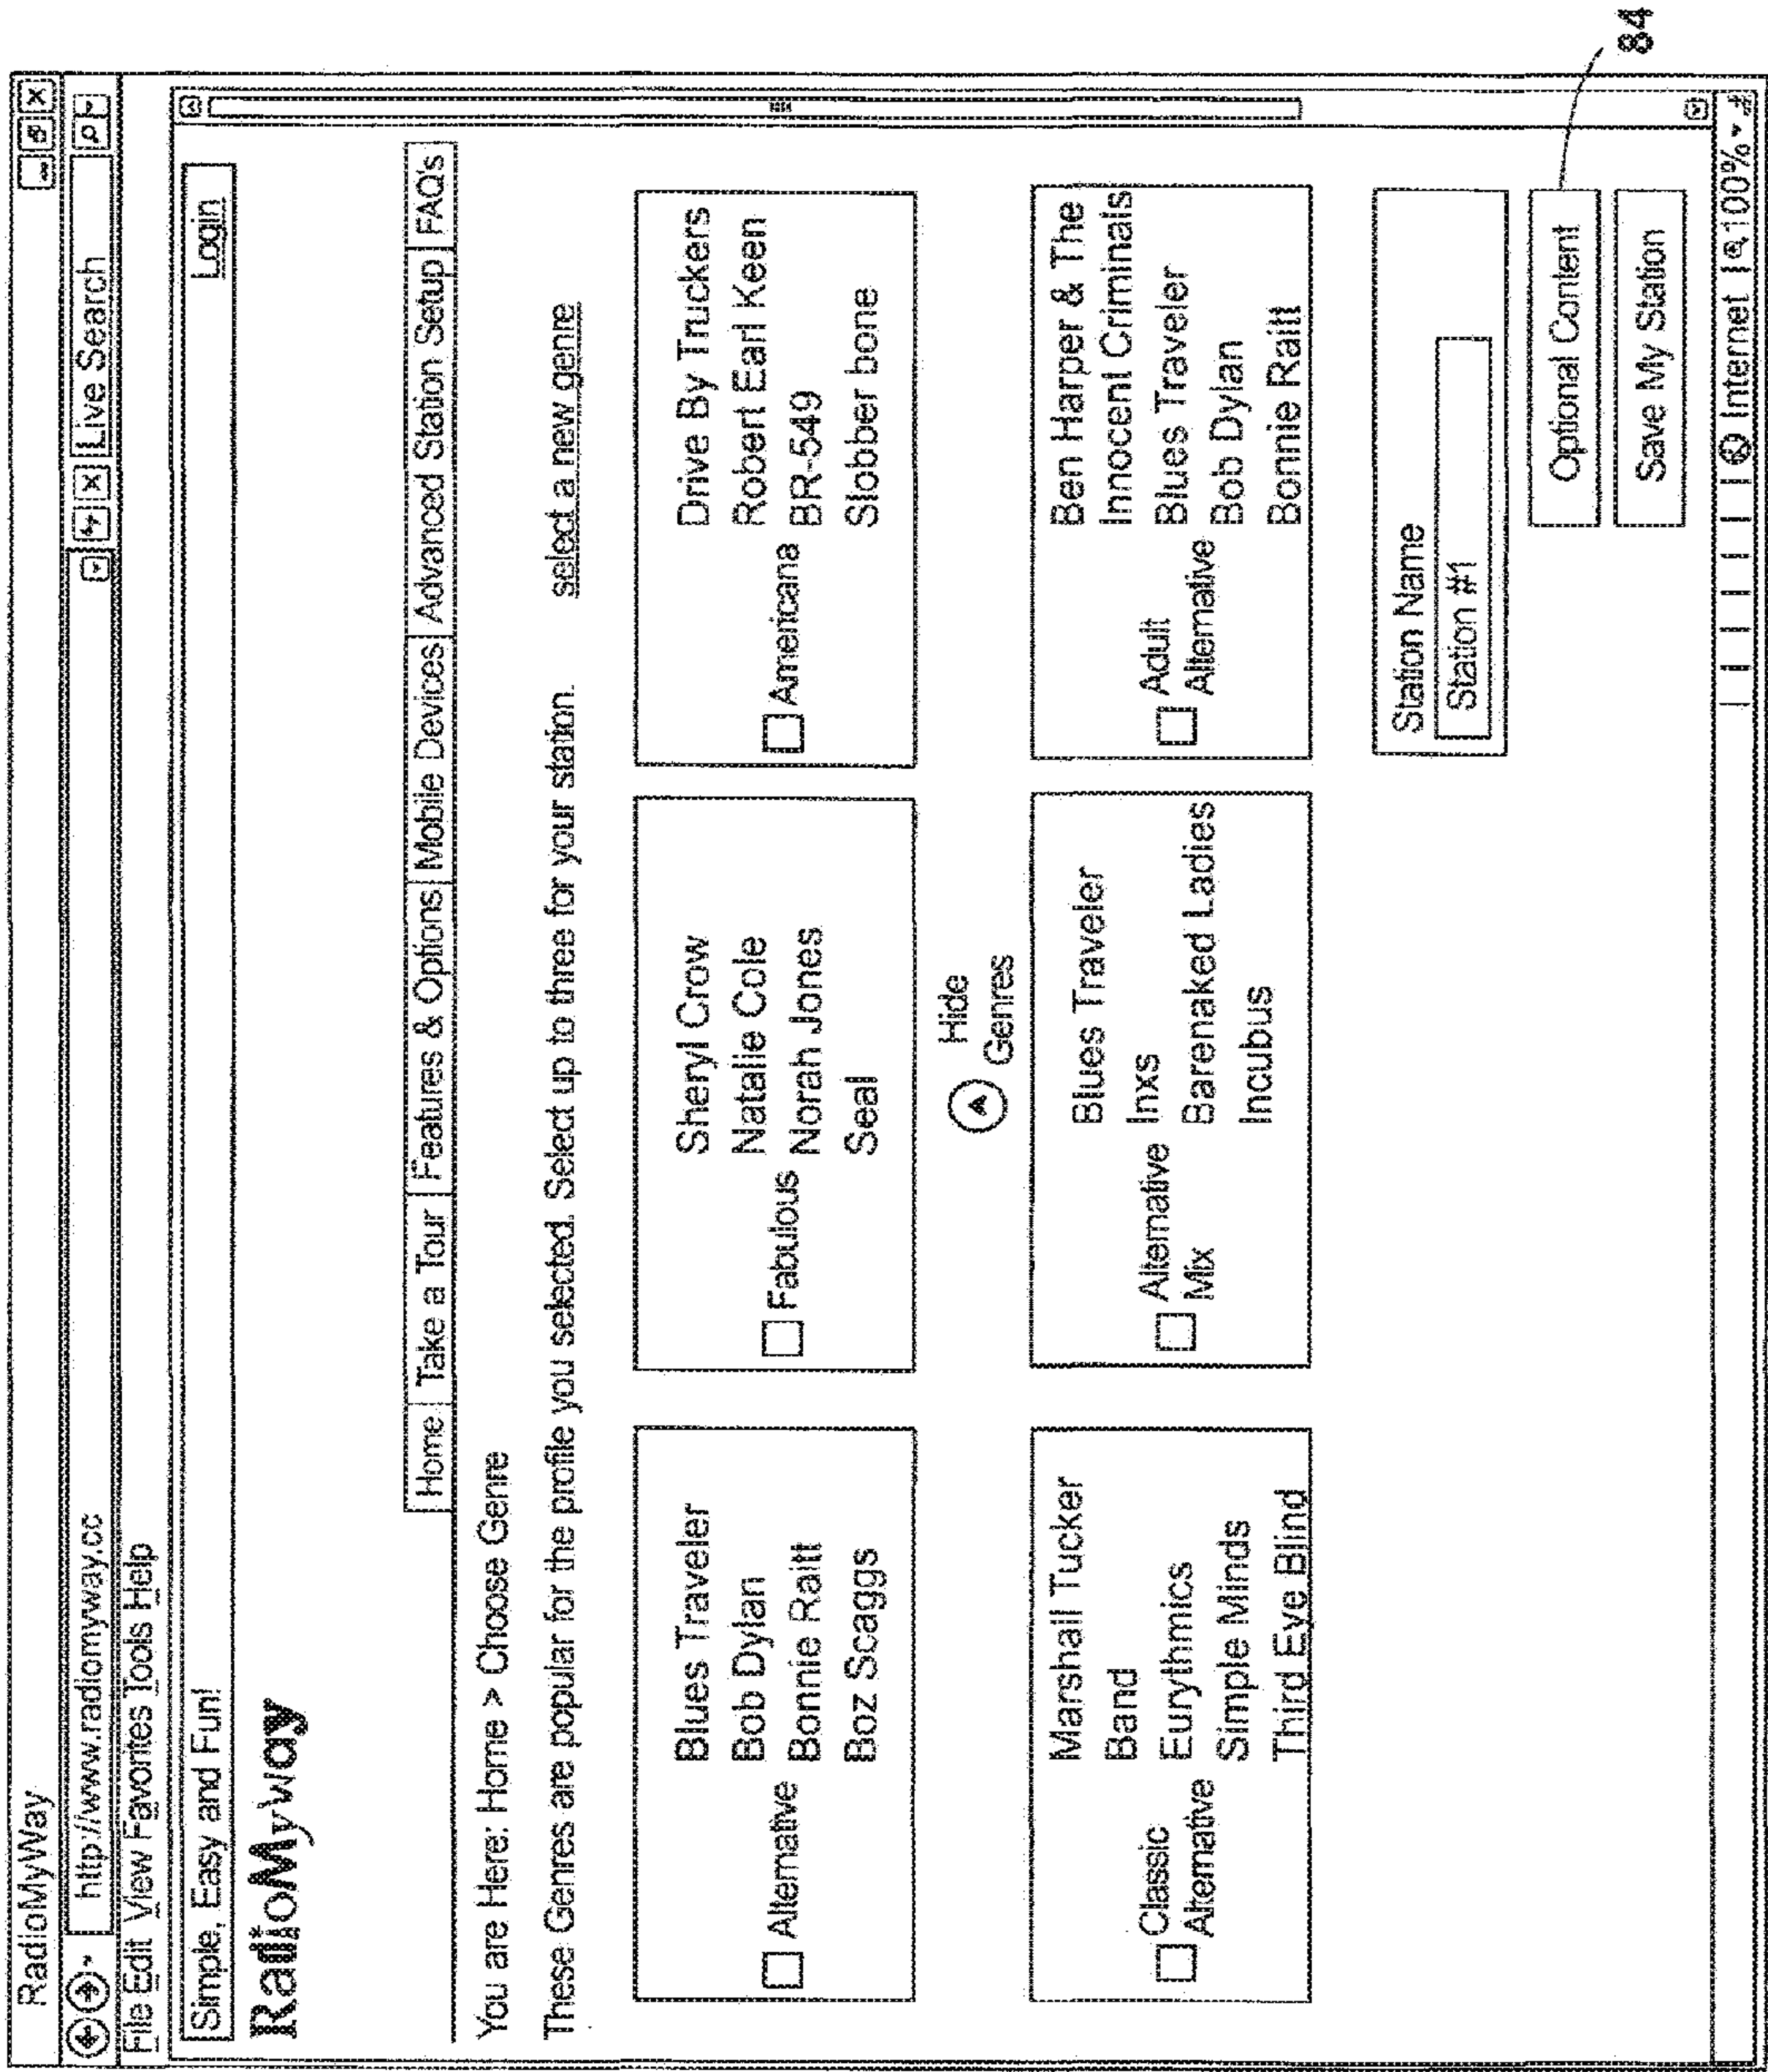 RadioMyWay
http://www.radiomyway.cc
Live Search
File Edit View Favorites Tools Help
Simple, Easy and Fun!
Login
RadioMyWay
Home | Take a Tour | Features & Options | Mobile Devices | Advanced Station Setup | FAQ's
You are Here: Home > Choose Genre
These Genres are popular for the profile you selected. Select up to three for your station.
select a new genre
Alternative
Blues Traveler
Bob Dylan
Bonnie Raitt
Boz Scaggs
Fabulous
Sheryl Crow
Natalie Cole
Norah Jones
Seal
Americana
Drive By Truckers
Robert Earl Keen
BR-549
Slobber bone
Hide
Genres
Classic
Alternative
Marshall Tucker
Band
Eurythmics
Simple Minds
Third Eye Blind
Alternative
Mix
Blues Traveler
Inxs
Barenaked Ladies
Incubus
Adult
Alternative
Ben Harper & The
Innocent Criminals
Blues Traveler
Bob Dylan
Bonnie Raitt
Station Name
Station #1
Optional Content
84
Save My Station
Internet
100%